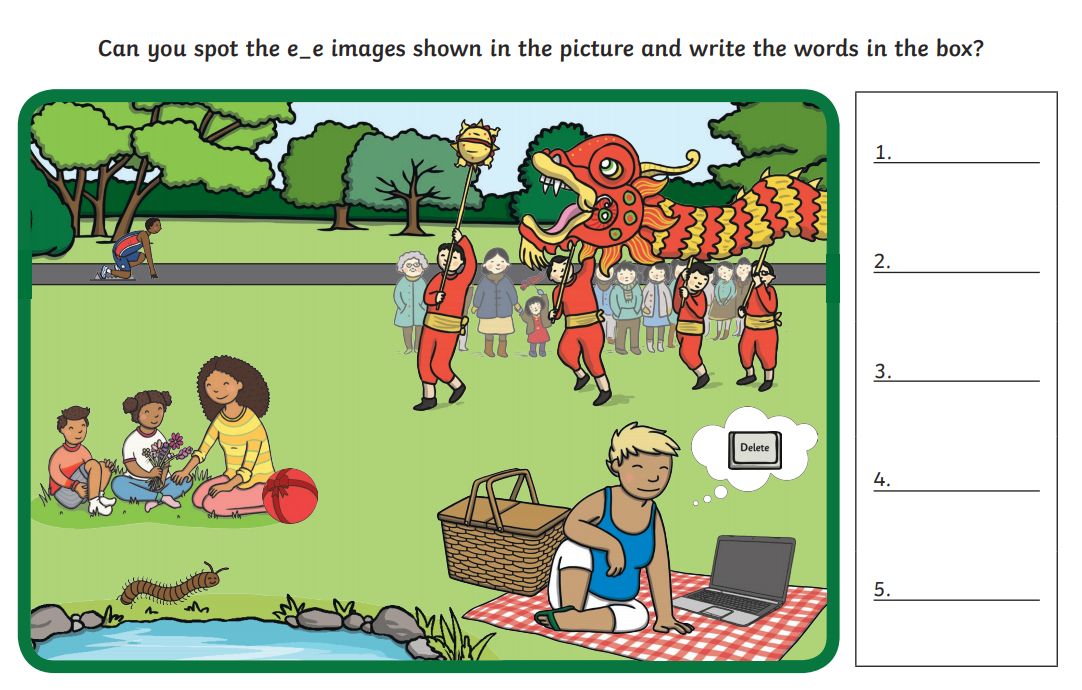 Can you spot the e_e images shown in the picture and write the words in the box?
Delete
1.
2.
3.
4.
5.